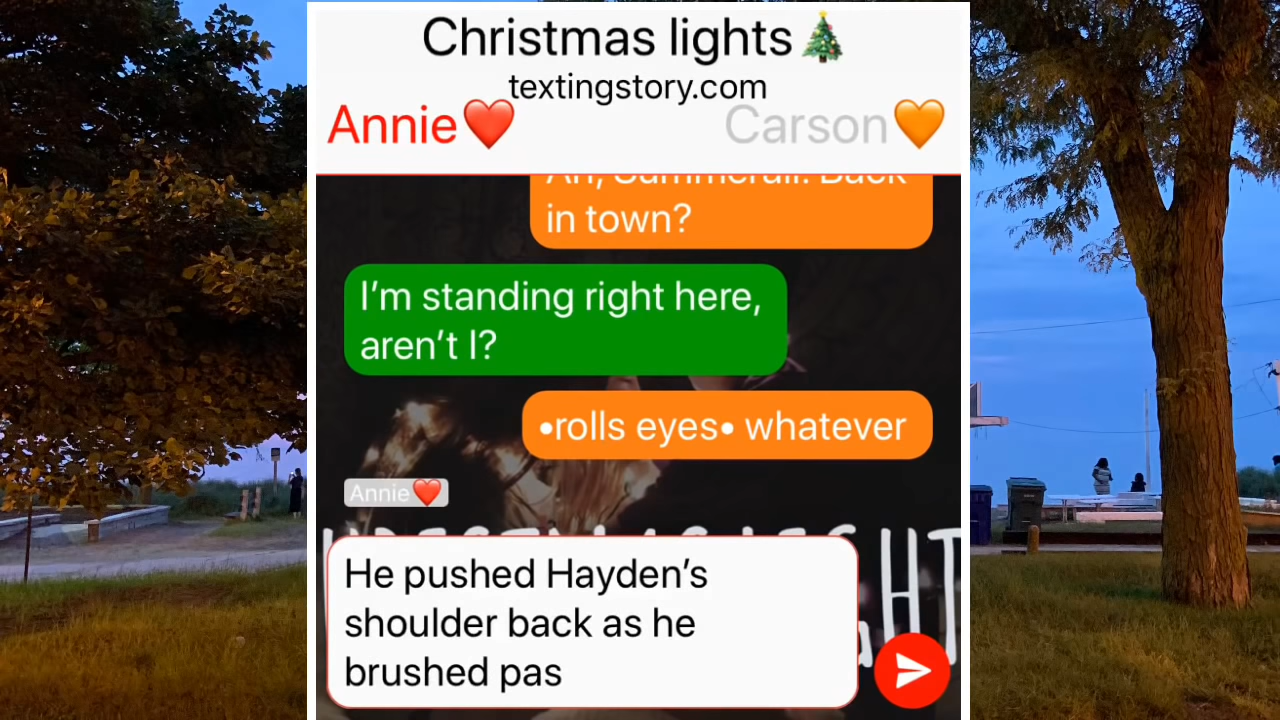 Christmas lights🎄
textingstory.com
Annie❤️
Carson🧡
Back
in town?
I’m standing right here,
aren’t I?
•rolls eyes• whatever
Annie❤️
He pushed Hayden’s
shoulder back as he
brushed pas